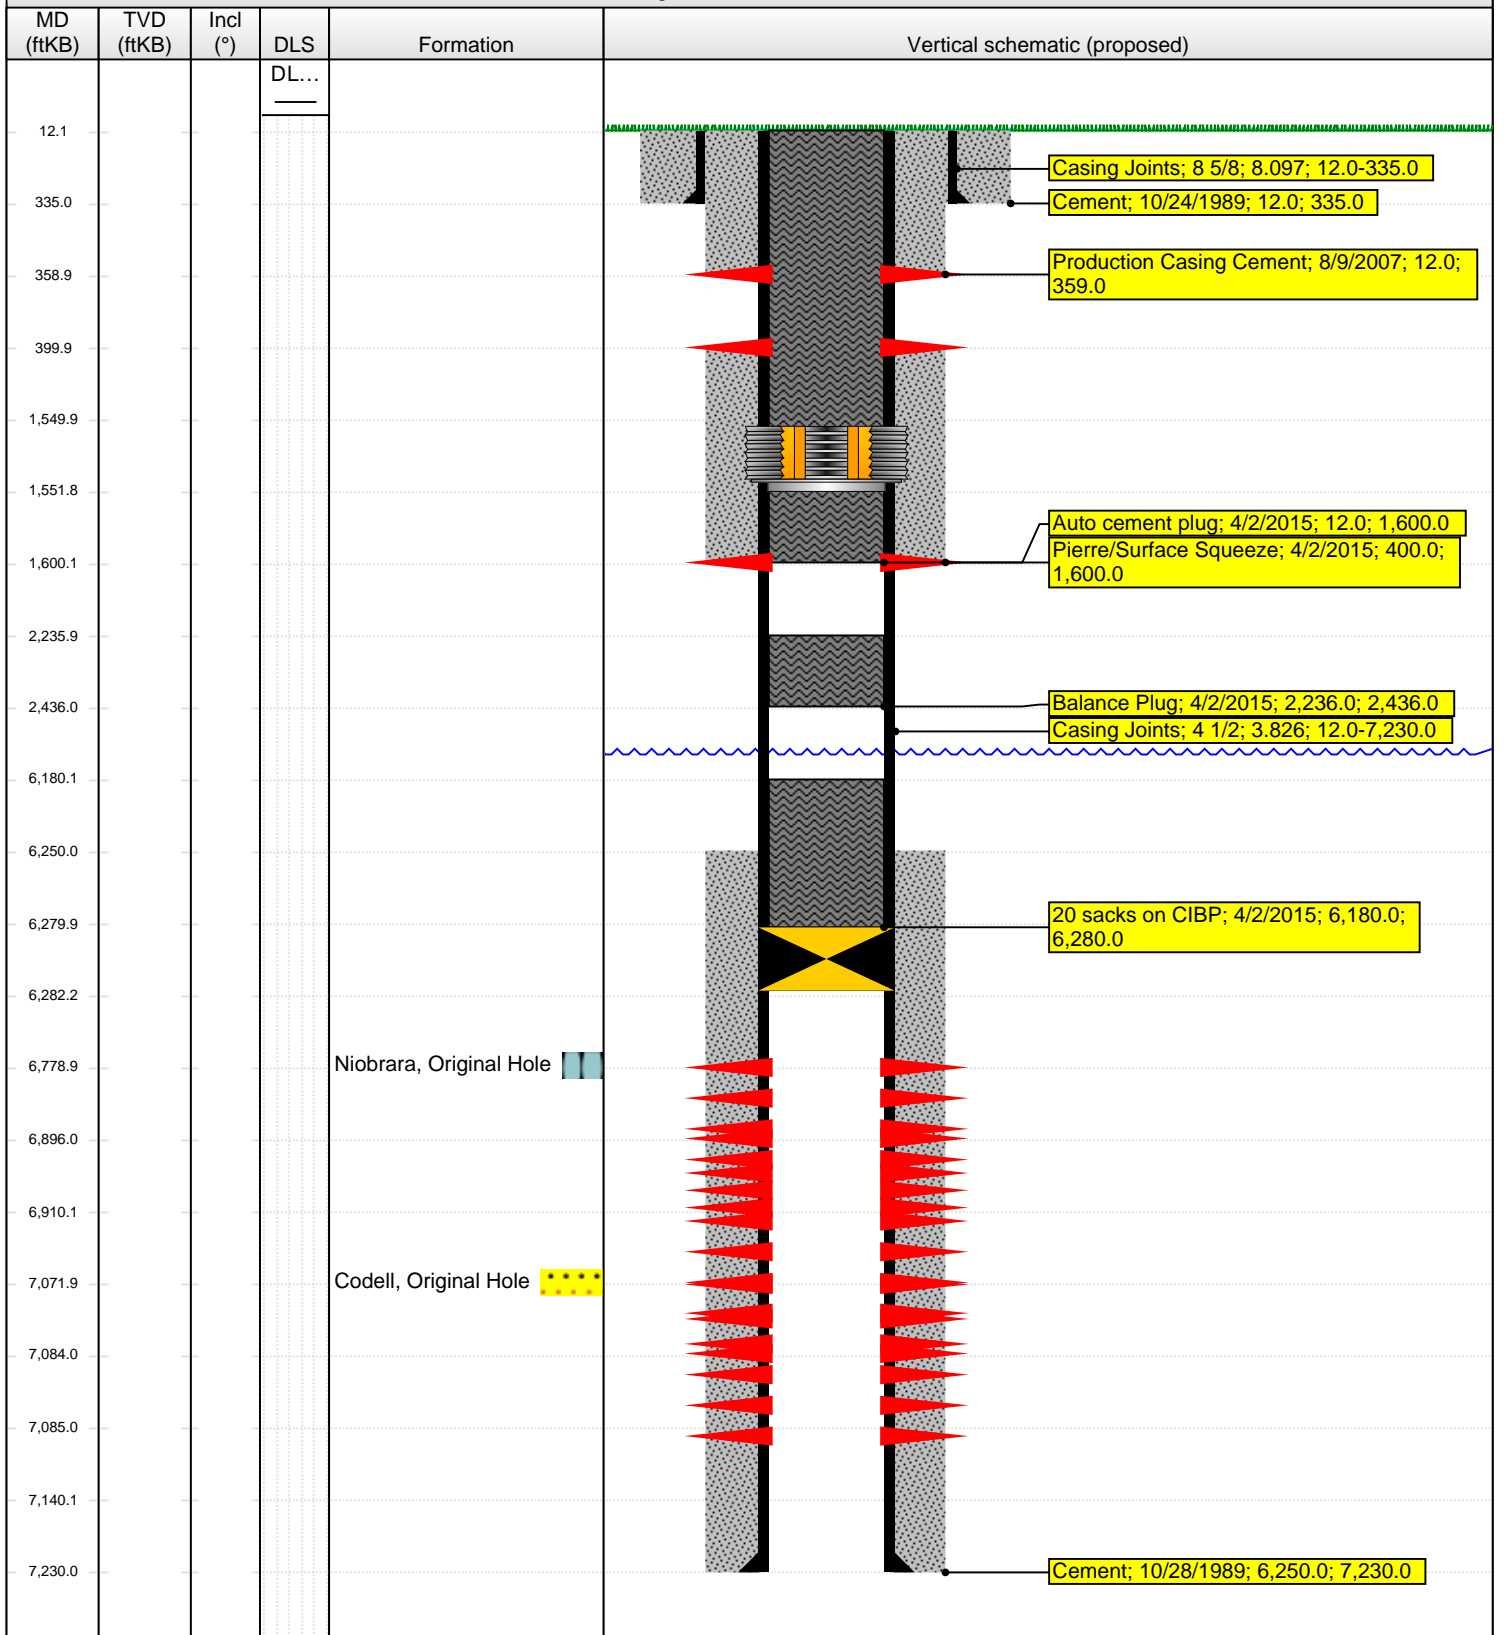 MD (ftKB)
TVD (ftKB)
Incl (°)
DLS
Formation
Vertical schematic (proposed)
DL...
12.1
Casing Joints; 8 5/8; 8.097; 12.0-335.0
335.0
Cement; 10/24/1989; 12.0; 335.0
358.9
Production Casing Cement; 8/9/2007; 12.0;
359.0
399.9
1,549.9
1,551.8
Auto cement plug; 4/2/2015; 12.0; 1,600.0
1,600.1
Pierre/Surface Squeeze; 4/2/2015; 400.0;
1,600.0
2,235.9
2,436.0
Balance Plug; 4/2/2015; 2,236.0; 2,436.0
Casing Joints; 4 1/2; 3.826; 12.0-7,230.0
6,180.1
6,250.0
6,279.9
20 sacks on CIBP; 4/2/2015; 6,180.0;
6,280.0
6,282.2
6,778.9
Niobrara, Original Hole
6,896.0
6,910.1
7,071.9
Codell, Original Hole
7,084.0
7,085.0
7,140.1
7,230.0
Cement; 10/28/1989; 6,250.0; 7,230.0